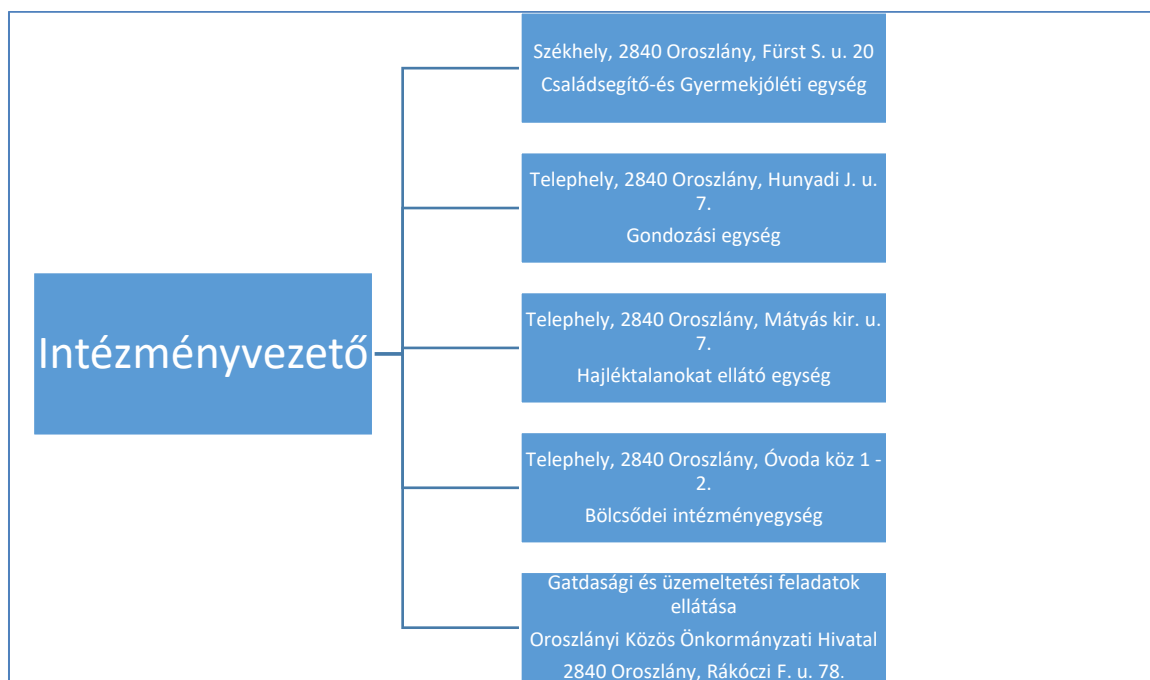 Intézményvezető
Székhely, 2840 Oroszlány, Fürst S. u. 20
Családsegítő-és Gyermekjóléti egység
Telephely, 2840 Oroszlány, Hunyadi J. u.
7.
Gondozási egység
Telephely, 2840 Oroszlány, Mátyás kir. u.
7.
Hajléktalanokat ellátó egység
Telephely, 2840 Oroszlány, Óvoda köz 1 -
2.
Bölcsődei intézményegység
Gatdasági és üzemeltetési feladatok
ellátása
Oroszlányi Közös Önkormányzati Hivatal
2840 Oroszlány, Rákóczi F. u. 78.